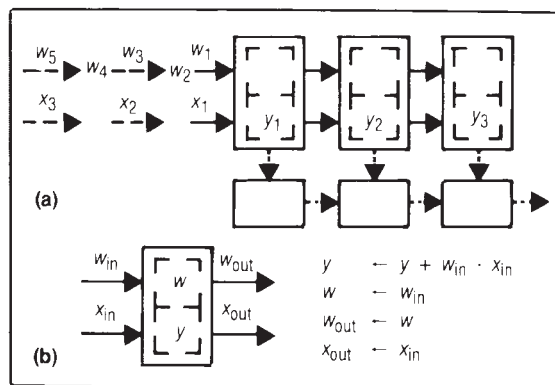 w5 w4 w3 w2 w1
x3 x2 x1
y1 y2 y3
(a)
win w wout
xin y xout
y ← y + win · xin
w ← win
wout ← w
xout ← xin
(b)